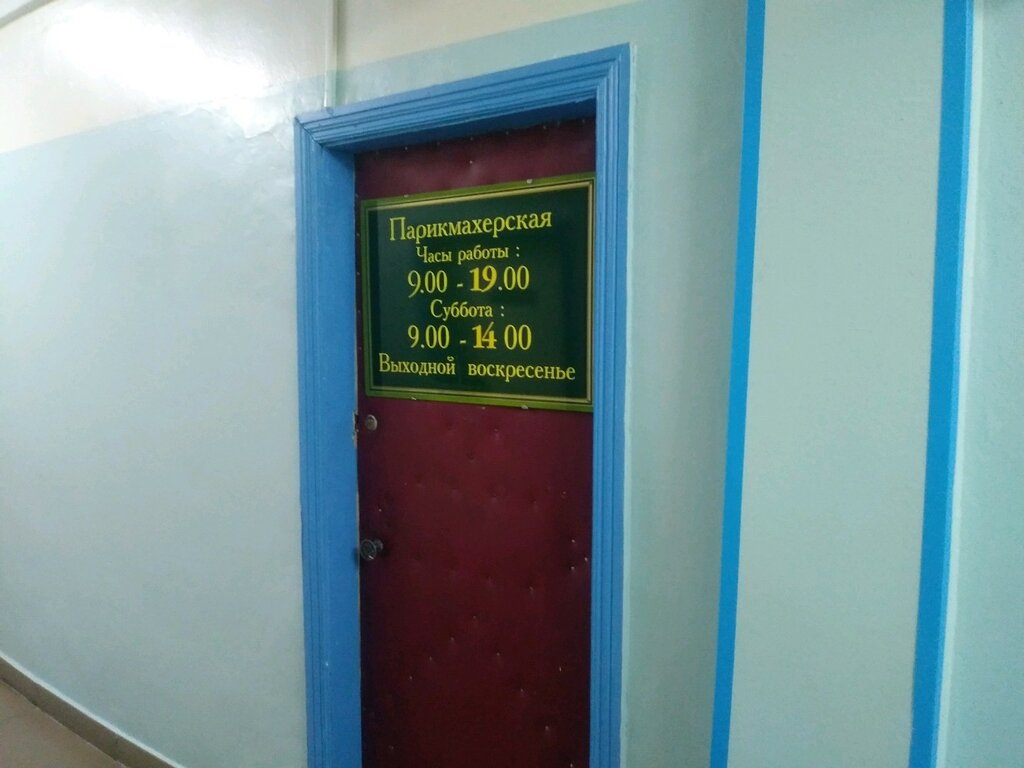 Парикмахерская
Часы работы :
9.00 - 19.00
Суббота :
9.00 - 14 00
Выходной воскресенье